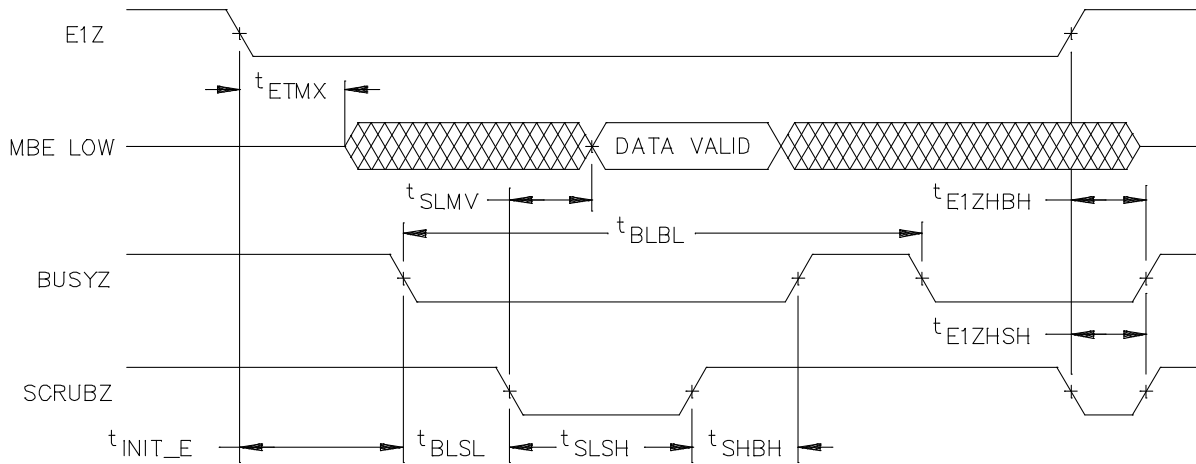 E1Z
tETMX
MBE LOW
DATA VALID
tSLMV
tE1ZHBH
tBLBL
BUSYZ
tE1ZHSH
SCRUBZ
tINIT_E
tBLSL
tSLSH
tSHBH